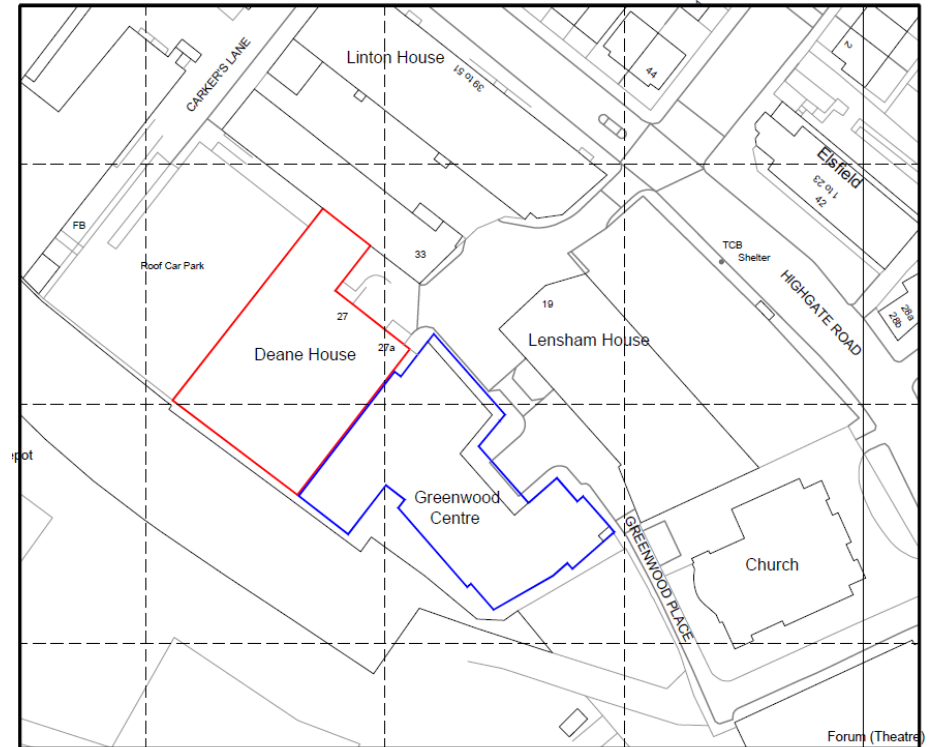 Linton House
CARKER'S LANE
39 to 51
44
2
Elsfield
1 to 23
42
FB
Roof Car Park
33
TCB
Shelter
HIGHGATE ROAD
28a
28b
27
19
Deane House
27a
Lensham House
pot
Greenwood
Centre
GREENWOOD PLACE
Church
Forum (Theatre)